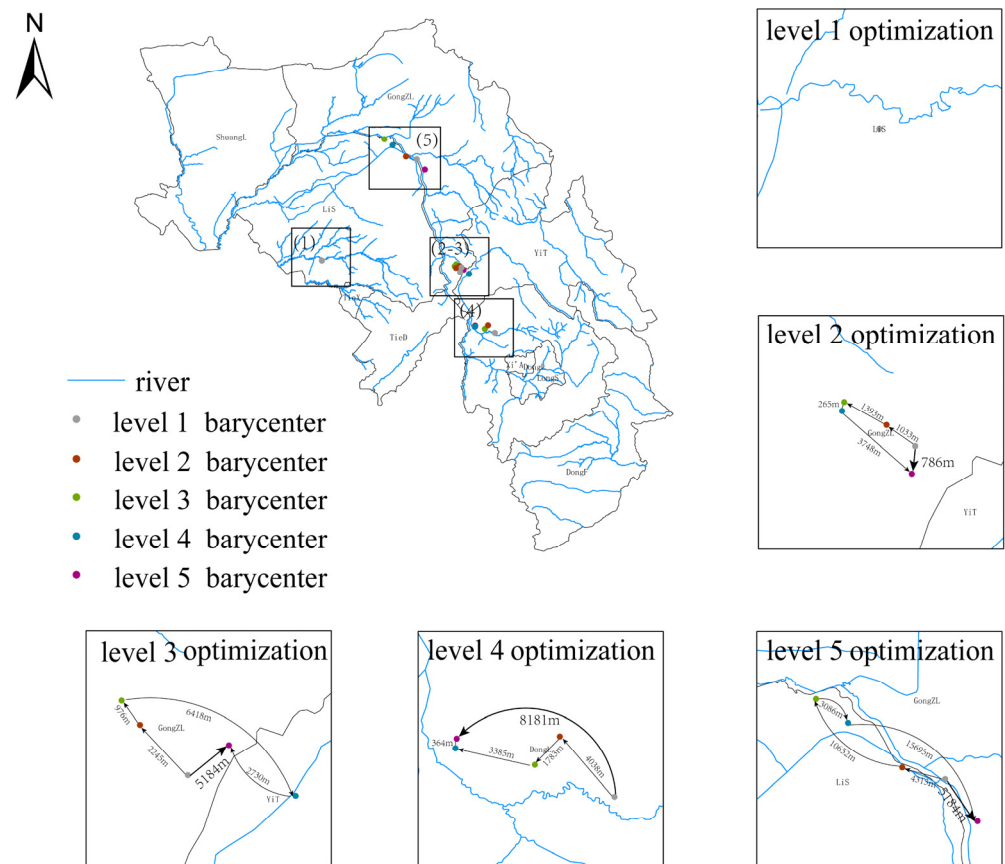 N
GongZL
ShuangL
(5)
LiS
(1)
(2-3)
YiT
(4)
TieD
DongF
river
level 1 barycenter
level 2 barycenter
level 3 barycenter
level 4 barycenter
level 5 barycenter
level 1 optimization
level 2 optimization
265m
1393m
1033m
GongZL
3748m
786m
YiT
level 3 optimization
976m
6418m
GongZL
2245m
5184m
2730m
YiT
level 4 optimization
8181m
364m
3385m
1783m
4038m
level 5 optimization
GongZL
3086m
15695m
10632m
4315m
5184m
LiS